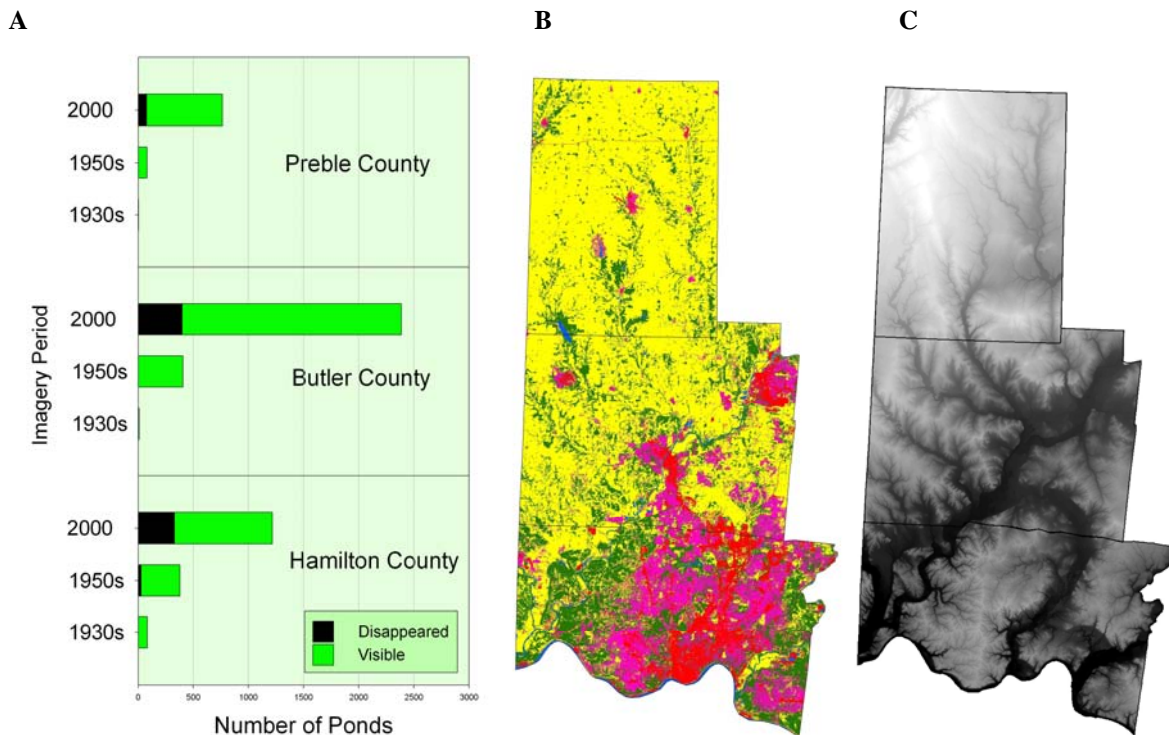 A
B
C
2000
1950s
Preble County
1930s
2000
1950s
Butler County
1930s
2000
Hamilton County
1950s
1930s
Imagery Period
Disappeared
Visible
0 500 1000 1500 2000 2500 3000
Number of Ponds